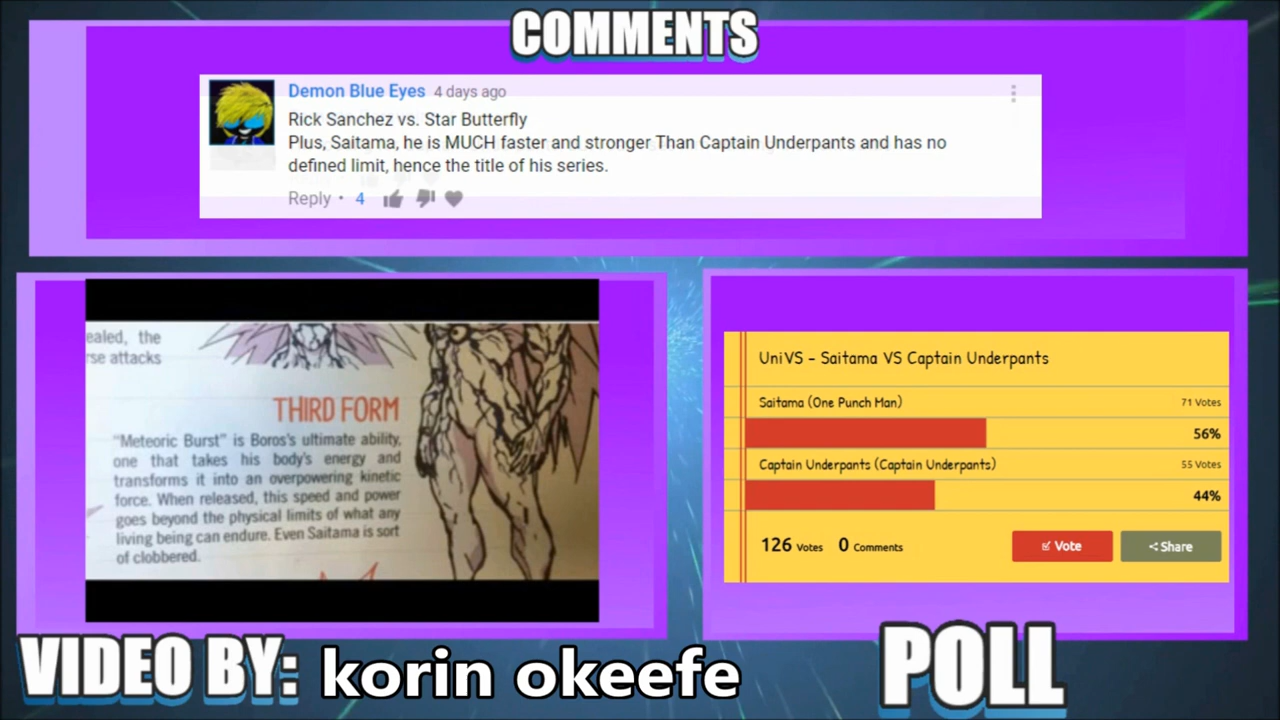 COMMENTS
Demon Blue Eyes 4 days ago
Rick Sanchez vs. Star Butterfly
Plus, Saitama, he is MUCH faster and stronger Than Captain Underpants and has no
defined limit, hence the title of his series.
Reply • 4
ealed, the
rse attacks
THIRD FORM
"Meteoric Burst" is Boros's ultimate ability,
one that takes his body's energy and
transforms it into an overpowering kinetic
force. When released, this speed and power
goes beyond the physical limits of what any
living being can endure. Even Saitama is sort
of clobbered.
UniVS - Saitama VS Captain Underpants
Saitama (One Punch Man) 71 Votes
56%
Captain Underpants (Captain Underpants) 55 Votes
44%
126 Votes 0 Comments Vote Share
VIDEO BY: korin okeefe
POLL